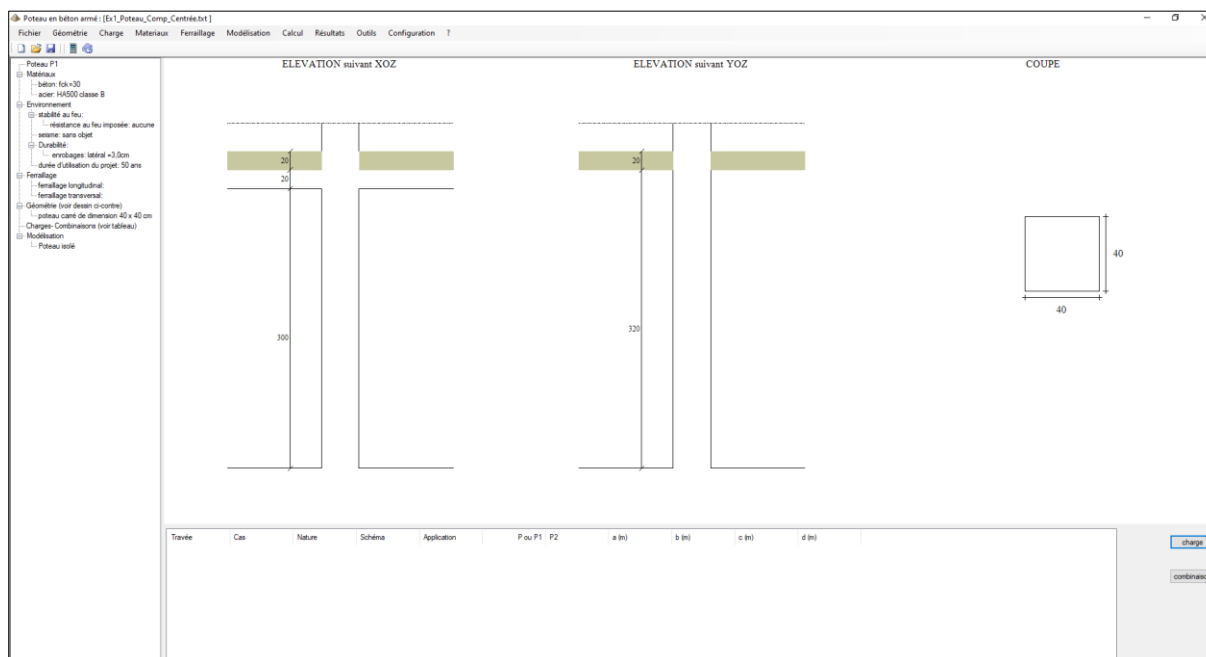 Poteau en béton armé : [Ex1_Poteau_Comp_Centrée.txt ]
Fichier Géométrie Charge Materiaux Ferraillage Modélisation Calcul Résultats Outils Configuration ?
Poteau P1
Matériaux
béton: fck=30
acier: HA500 classe B
Environnement
stabilité au feu:
résistance au feu imposée: aucune
seisme: sans objet
Durabilité:
enrobages: latéral =3,0cm
durée d'utilisation du projet: 50 ans
Ferraillage
ferraillage longitudinal:
ferraillage transversal:
Géométrie (voir dessin ci-contre)
poteau carré de dimension 40 x 40 cm
Charges- Combinaisons (voir tableau)
Modélisation
Poteau isolé
ELEVATION suivant XOZ ELEVATION suivant YOZ COUPE
20 20
20
40
40
300 320
Travée Cas Nature Schéma Application P ou P1 P2 a (m) b (m) c (m) d (m)
charge
combinaiso